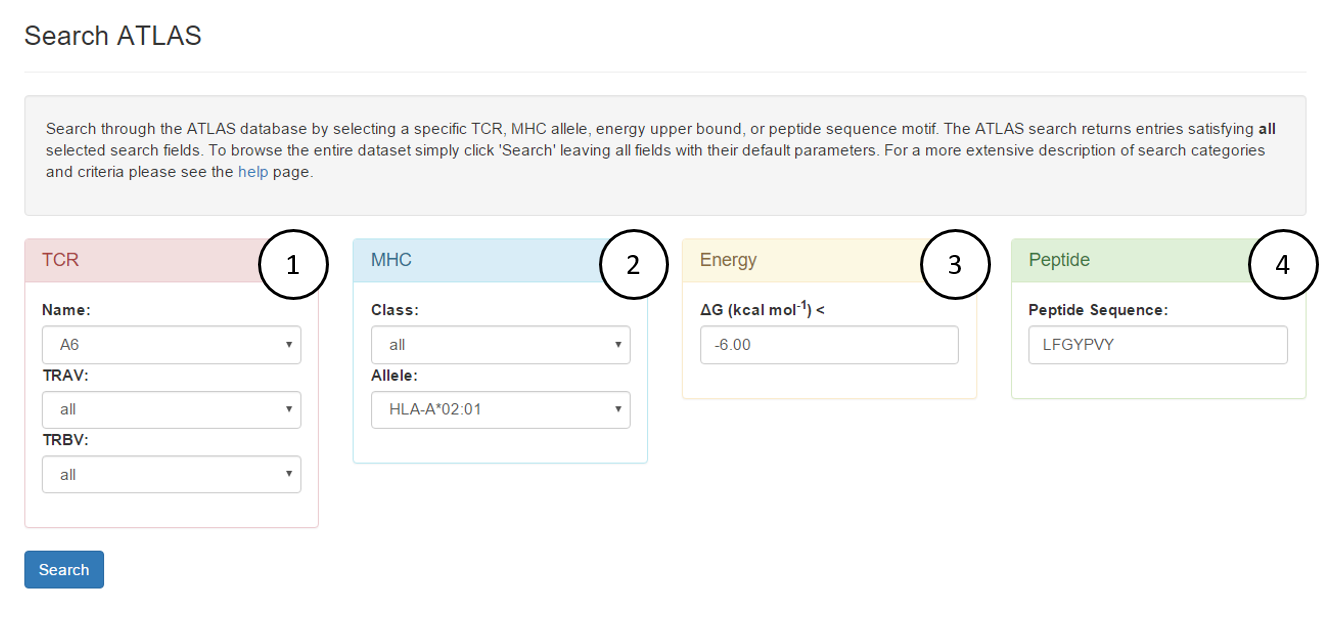 Search ATLAS
Search through the ATLAS database by selecting a specific TCR, MHC allele, energy upper bound, or peptide sequence motif. The ATLAS search returns entries satisfying all
selected search fields. To browse the entire dataset simply click 'Search' leaving all fields with their default parameters. For a more extensive description of search categories
and criteria please see the help page.
TCR
1
Name:
A6
TRAV:
all
TRBV:
all
MHC
2
Class:
all
Allele:
HLA-A*02:01
Energy
3
ΔG (kcal mol⁻¹) <
-6.00
Peptide
4
Peptide Sequence:
LFGYPVY
Search